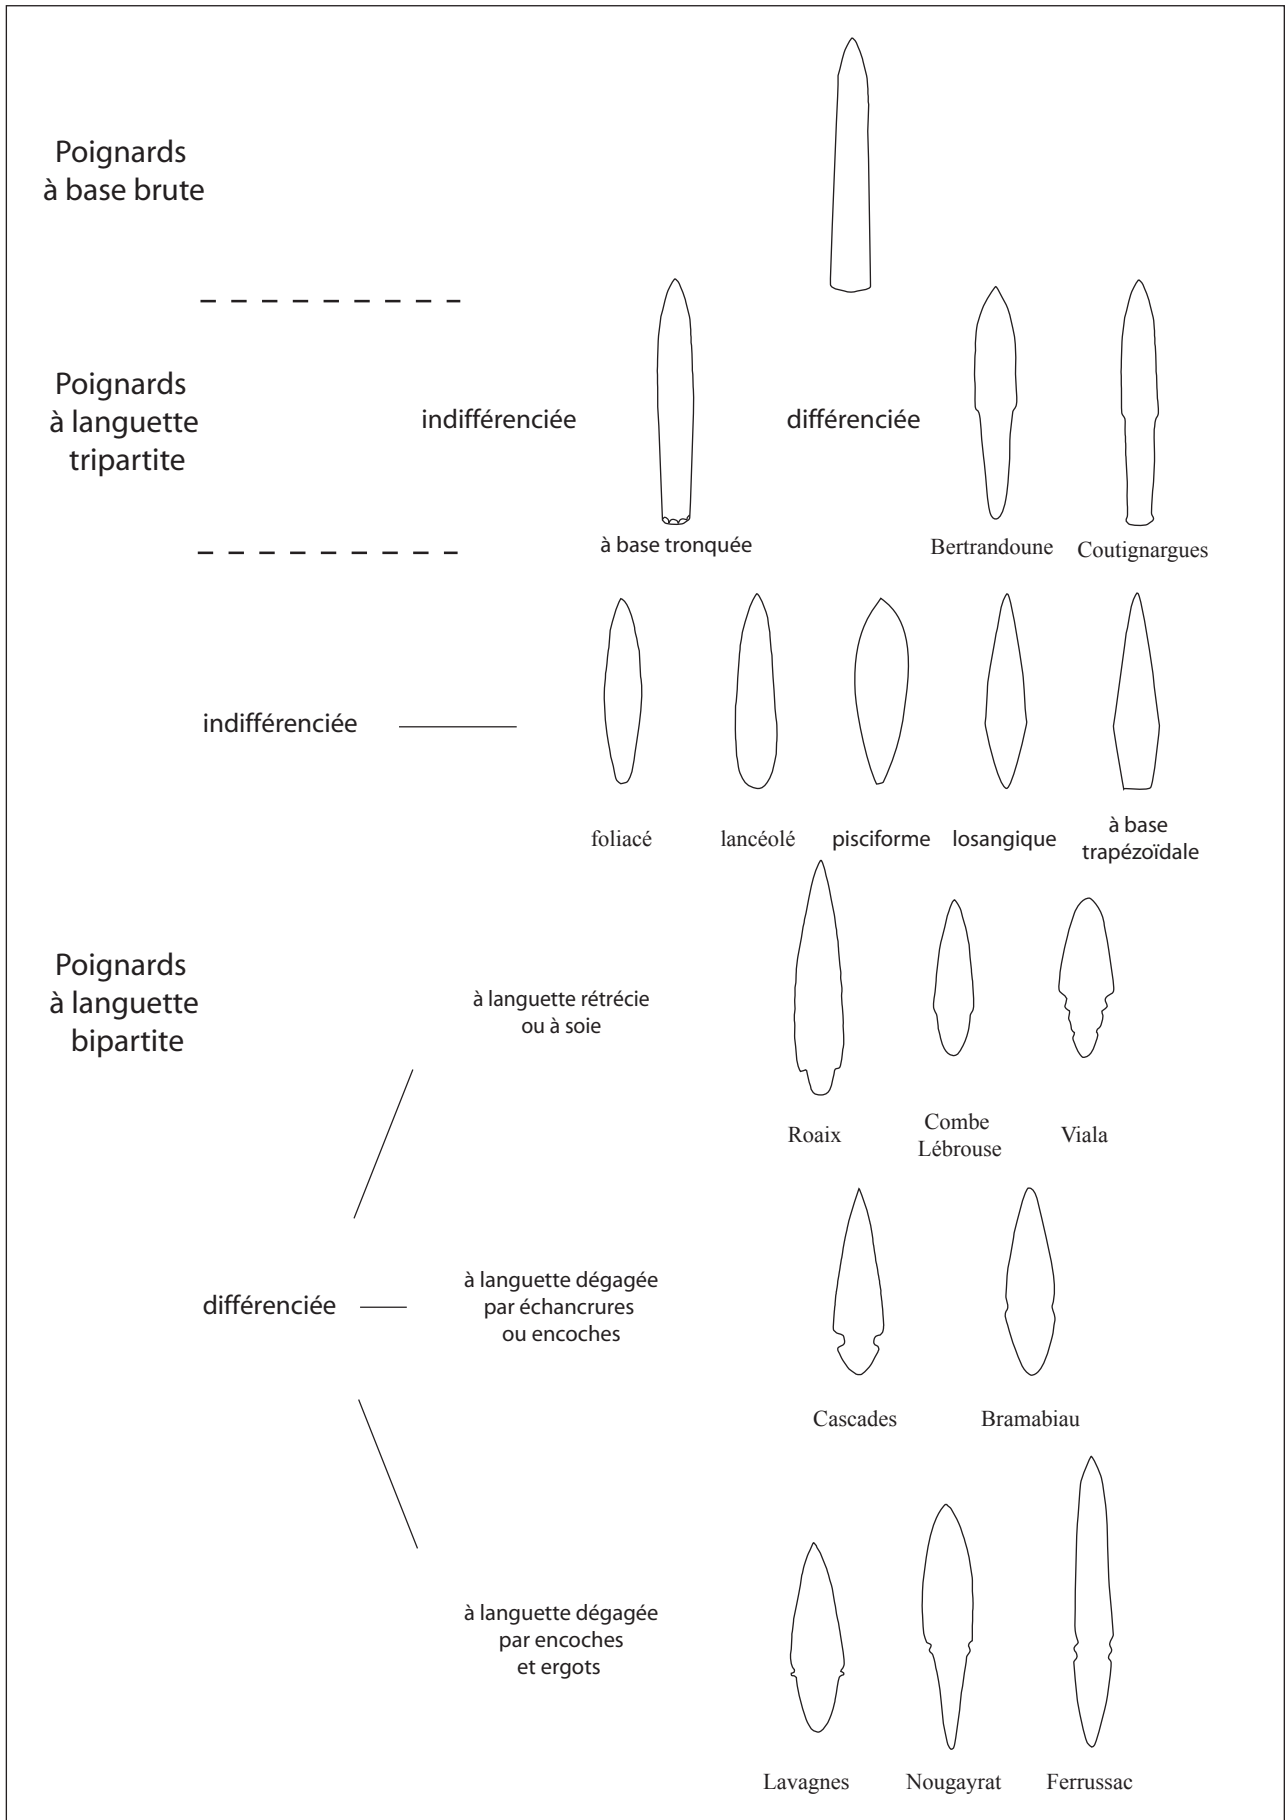 Poignards
à base brute
Poignards
à languette
tripartite
indifférenciée
différenciée
à base tronquée
Bertrandoune
Coutignargues
indifférenciée
foliacé
lancéolé
pisciforme
losangique
à base
trapézoïdale
Poignards
à languette
bipartite
à languette rétrécie
ou à soie
Roaix
Combe
Lébrouse
Viala
différenciée
à languette dégagée
par échancrures
ou encoches
Cascades
Bramabiau
à languette dégagée
par encoches
et ergots
Lavagnes
Nougayrat
Ferrussac